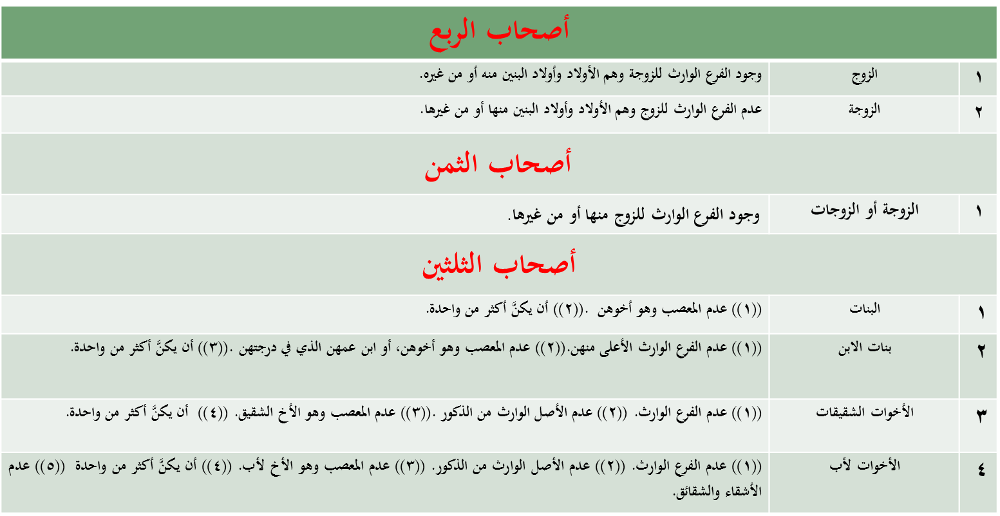 أصحاب الربع
١ الزوج وجود الفرع الوارث للزوجة وهم الأولاد وأولاد البنين منه أو من غيره.
٢ الزوجة عدم الفرع الوارث للزوج وهم الأولاد وأولاد البنين منها أو من غيرها.
أصحاب الثمن
١ الزوجة أو الزوجات وجود الفرع الوارث للزوج منها أو من غيرها.
أصحاب الثلثين
١ البنات ((١)) عدم المعصب وهو أخوهن .((٢)) أن يكنَّ أكثر من واحدة.
٢ بنات الابن ((١)) عدم الفرع الوارث الأعلى منهن.((٢)) عدم المعصب وهو أخوهن، أو ابن عمهن الذي في درجتهن .((٣)) أن يكنَّ أكثر من واحدة.
٣ الأخوات الشقيقات ((١)) عدم الفرع الوارث. ((٢)) عدم الأصل الوارث من الذكور .((٣)) عدم المعصب وهو الأخ الشقيق. ((٤)) أن يكنَّ أكثر من واحدة.
٤ الأخوات لأب ((١)) عدم الفرع الوارث. ((٢)) عدم الأصل الوارث من الذكور. ((٣)) عدم المعصب وهو الأخ لأب. ((٤)) أن يكنَّ أكثر من واحدة ((٥)) عدم
الأشقاء والشقائق.